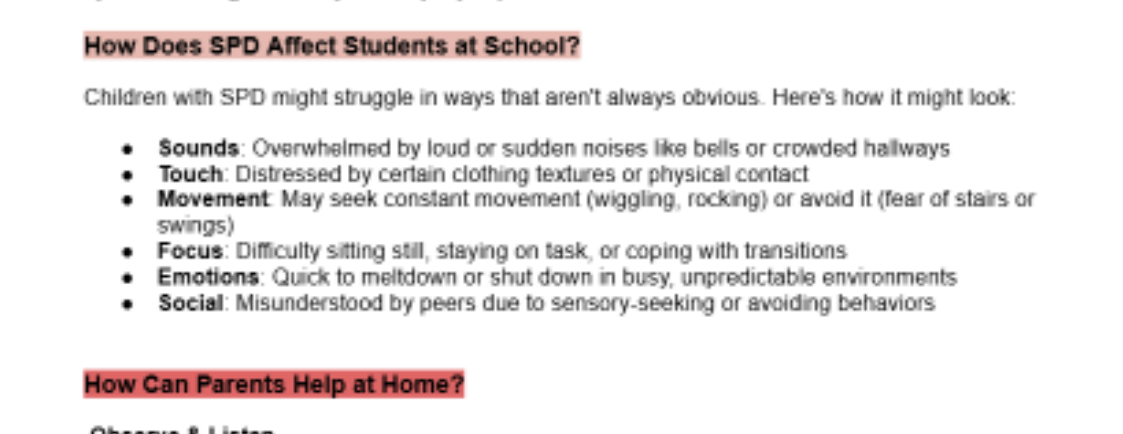 How Does SPD Affect Students at School?
Children with SPD might struggle in ways that aren't always obvious. Here's how it might look:
● Sounds: Overwhelmed by loud or sudden noises like bells or crowded hallways
● Touch: Distressed by certain clothing textures or physical contact
● Movement: May seek constant movement (wiggling, rocking) or avoid it (fear of stairs or
swings)
● Focus: Difficulty sitting still, staying on task, or coping with transitions
● Emotions: Quick to meltdown or shut down in busy, unpredictable environments
● Social: Misunderstood by peers due to sensory-seeking or avoiding behaviors
How Can Parents Help at Home?
Observe & Listen